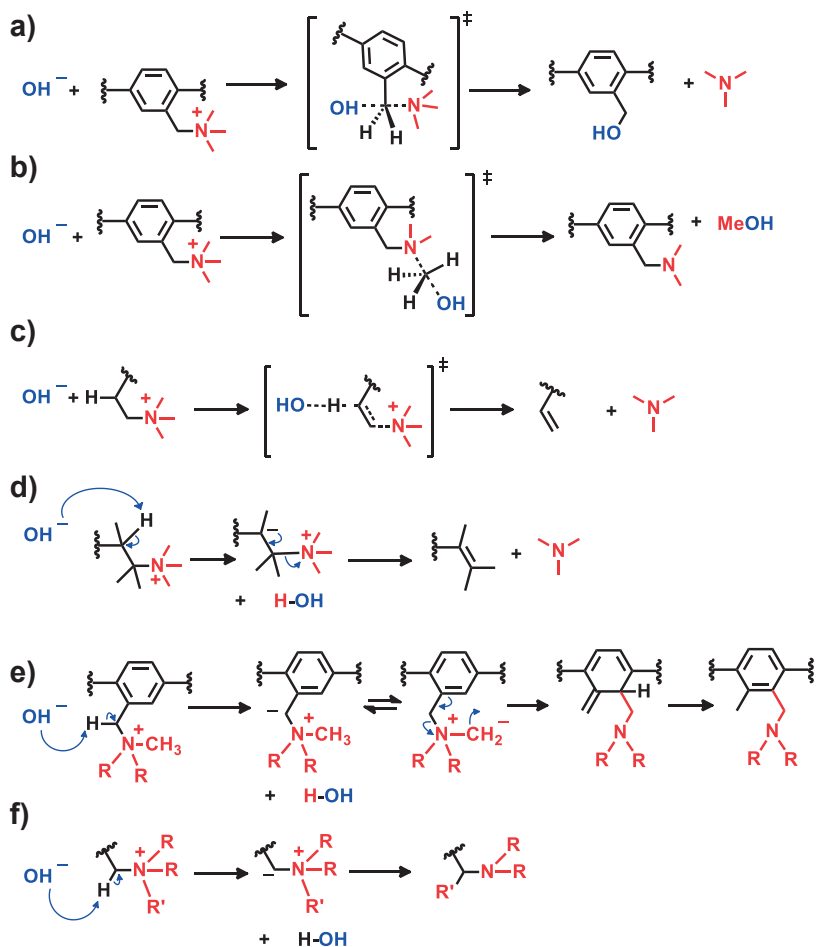 a)
‡
OH⁻ + N⁺ OH N H H HO + N
b)
‡
OH⁻ + N⁺ N H H H OH N + MeOH
c)
‡
OH⁻ + H + N HO H + N + N
d)
OH⁻ H N + − + N + N
+ H-OH
e)
OH⁻ H + N CH₃ R R − + N CH₃ R R + N CH₂⁻ R R H N R R N R R
+ H-OH
f)
OH⁻ H + N R R R' − + N R R R' R' N R R
+ H-OH